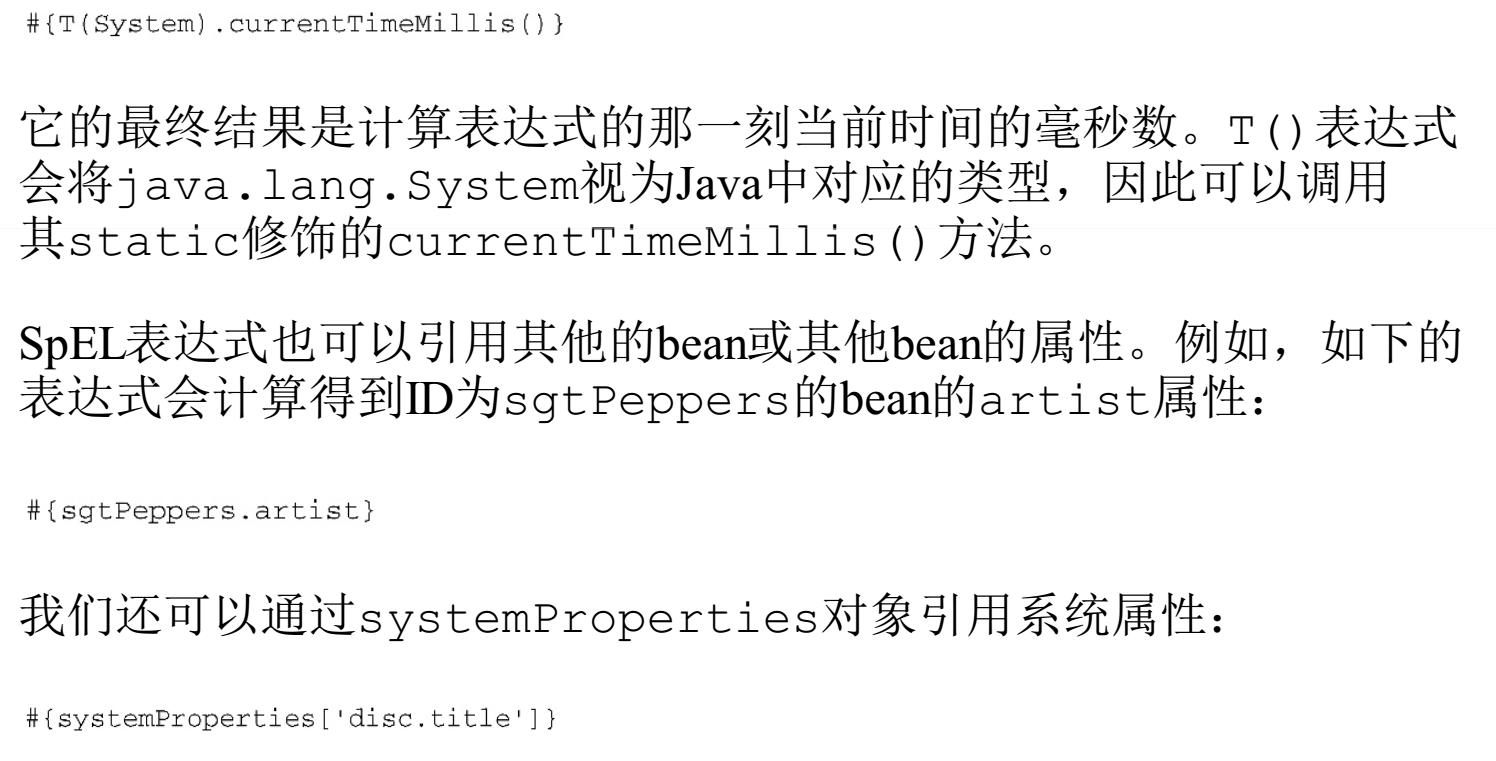 #{T(System).currentTimeMillis()}
它的最终结果是计算表达式的那一刻当前时间的毫秒数。T()表达式
会将java.lang.System视为Java中对应的类型，因此可以调用
其static修饰的currentTimeMillis()方法。
SpEL表达式也可以引用其他的bean或其他bean的属性。例如，如下的
表达式会计算得到ID为sgtPeppers的bean的artist属性：
#{sgtPeppers.artist}
我们还可以通过systemProperties对象引用系统属性：
#{systemProperties['disc.title']}